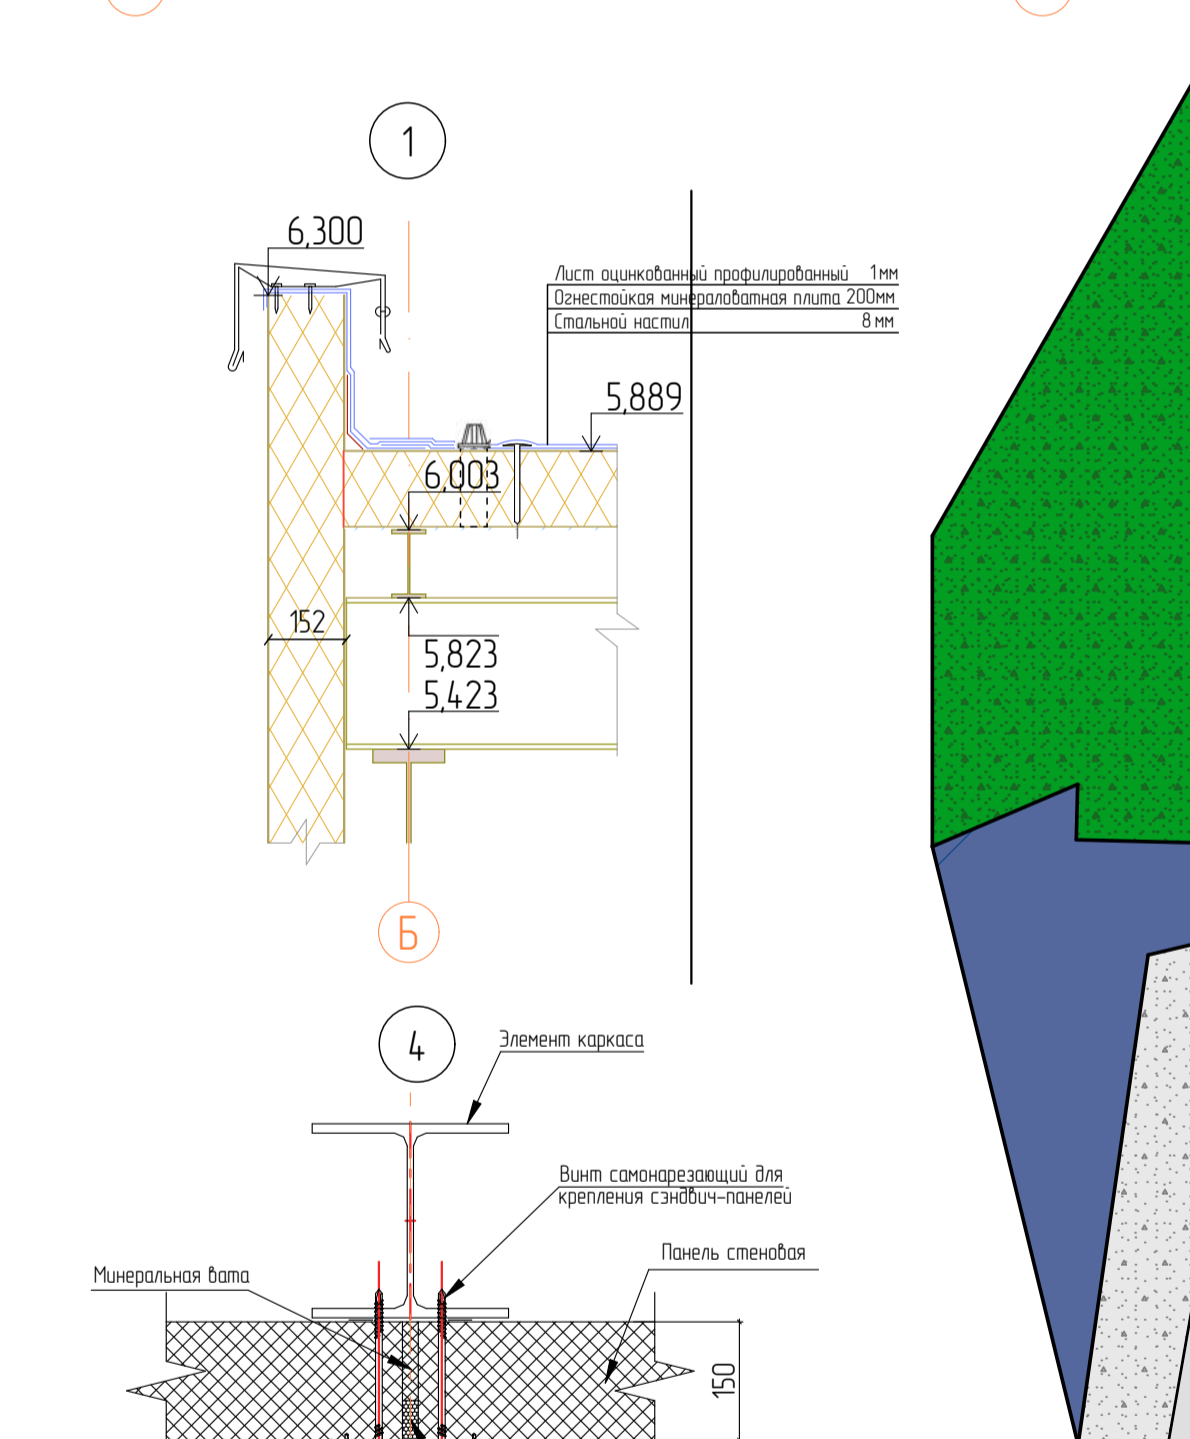 1
6,300
Лист оцинкованный профилированный 1мм
Огнестойкая минераловатная плита 200мм
Стальной настил 8 мм
5,889
6,003
152
5,823
5,423
Б
4
Элемент каркаса
Винт самонарезающий для
крепления сэндвич-панелей
Панель стеновая
Минеральная вата
150